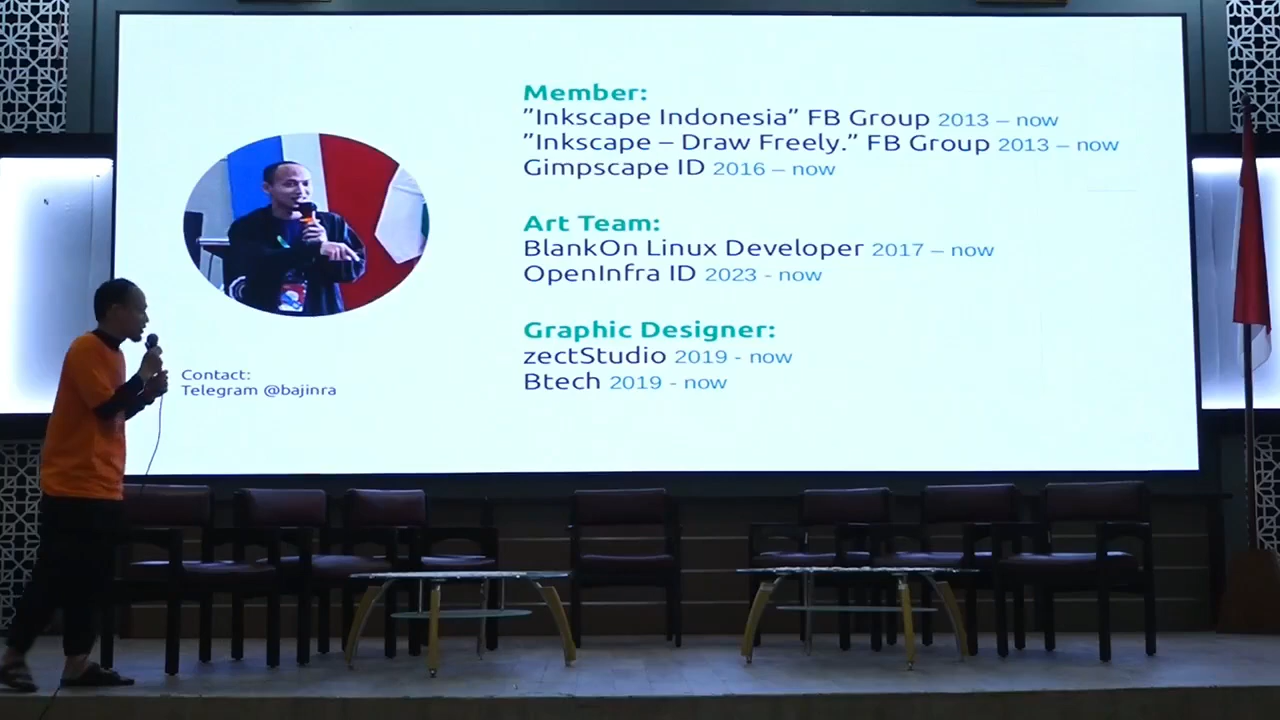 Member:
”Inkscape Indonesia” FB Group 2013 – now
”Inkscape – Draw Freely.” FB Group 2013 – now
Gimpscape ID 2016 – now
Art Team:
BlankOn Linux Developer 2017 – now
OpenInfra ID 2023 - now
Graphic Designer:
zectStudio 2019 - now
Btech 2019 - now
Contact:
Telegram @bajinra